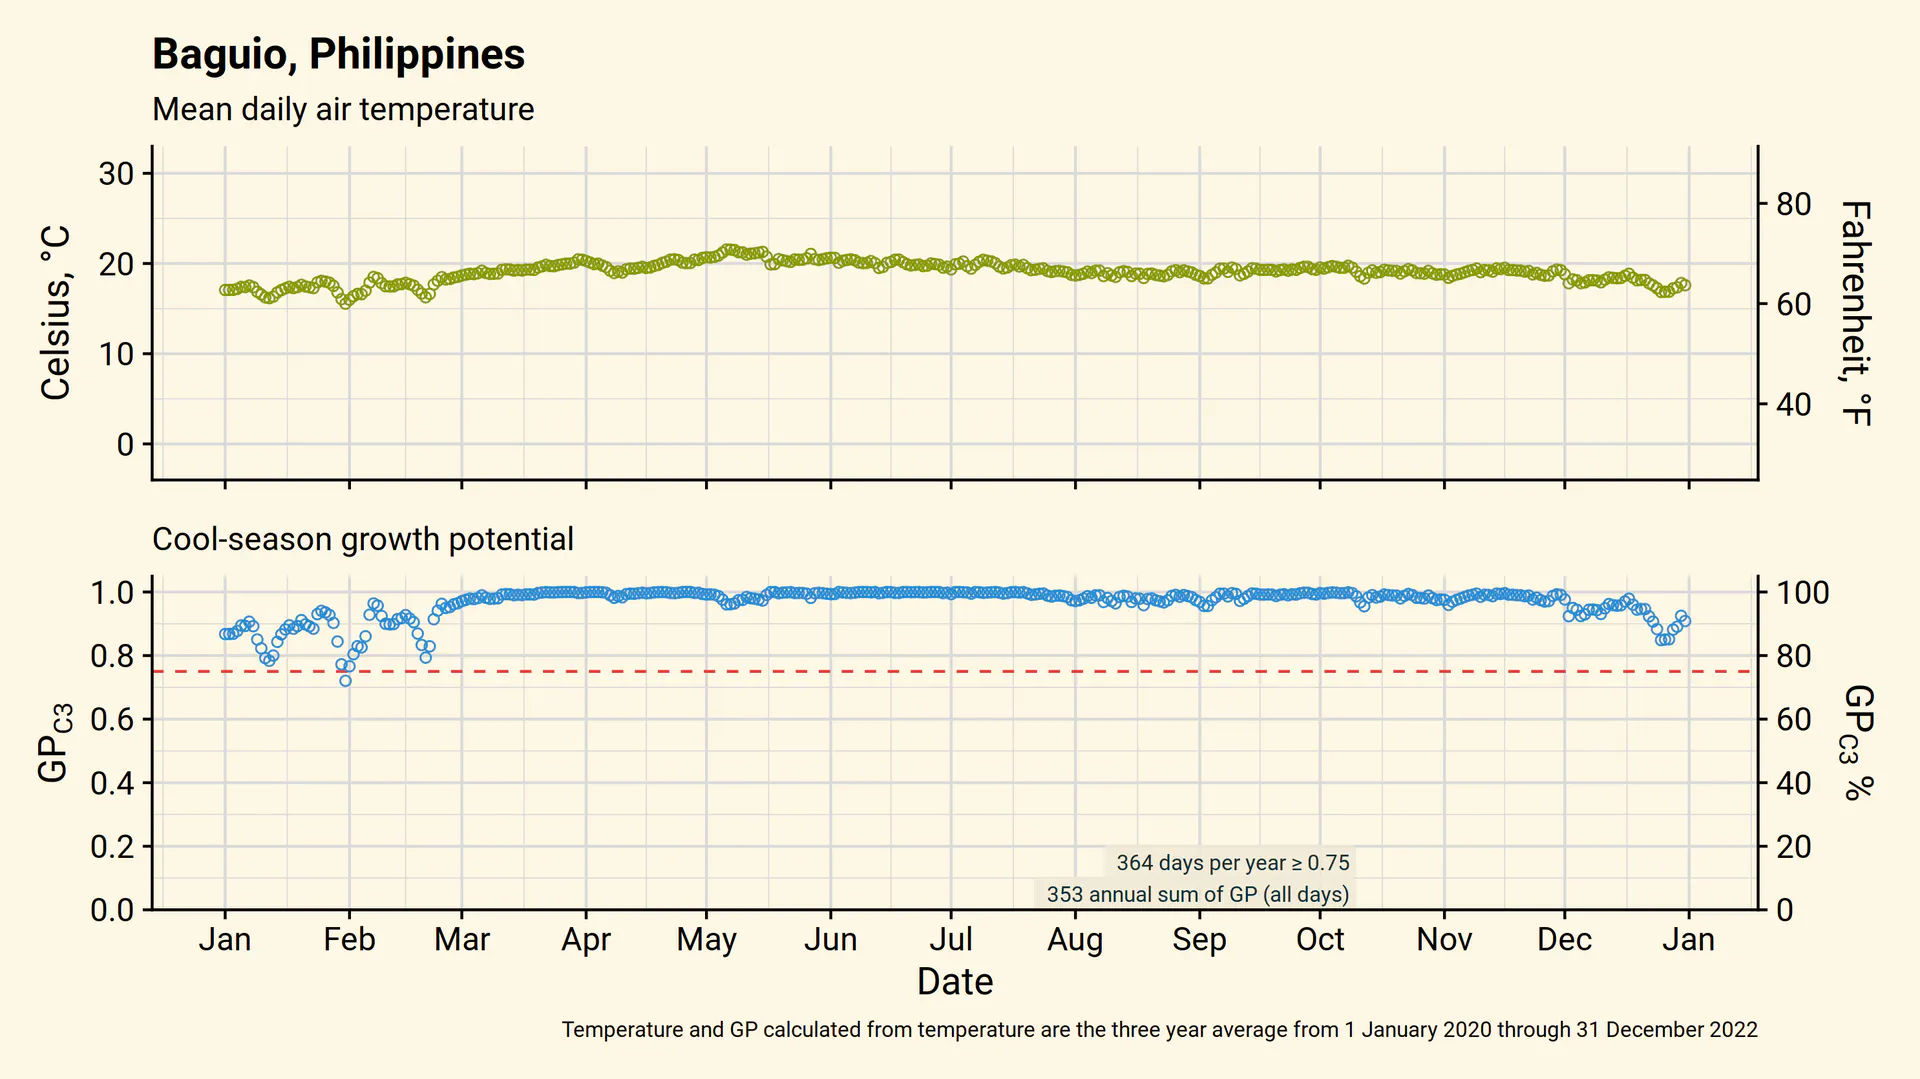 Baguio, Philippines
Mean daily air temperature
30
20
10
0
Celsius, °C
80
60
40
Fahrenheit, °F
Cool-season growth potential
1.0
0.8
0.6
0.4
0.2
0.0
GPC3
100
80
60
40
20
0
GPC3 %
364 days per year ≥ 0.75
353 annual sum of GP (all days)
Jan Feb Mar Apr May Jun Jul Aug Sep Oct Nov Dec Jan
Date
Temperature and GP calculated from temperature are the three year average from 1 January 2020 through 31 December 2022